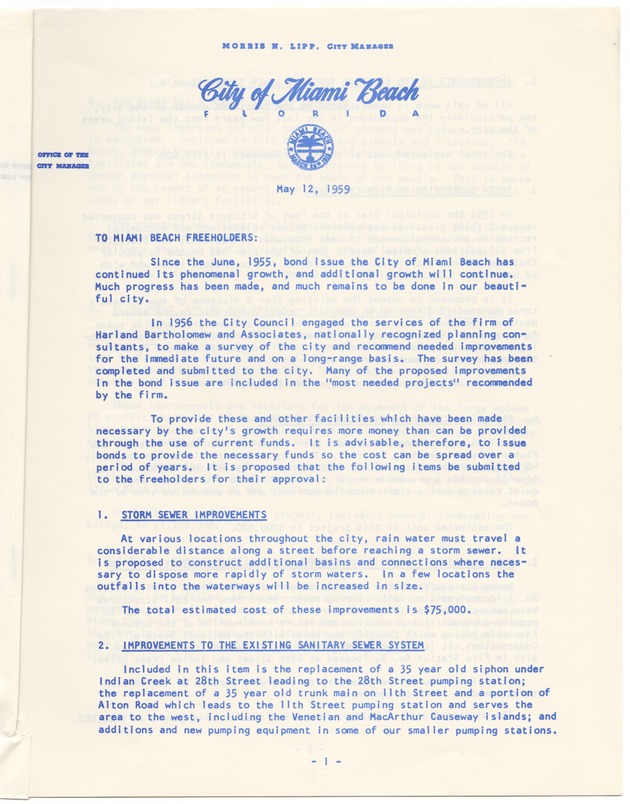 MORRIS N. LIPP, CITY MANAGER
City of Miami Beach
FLORIDA
MIAMI BEACH
OFFICE OF THE
CITY MANAGER
May 12, 1959
TO MIAMI BEACH FREEHOLDERS:
Since the June, 1955, bond issue the City of Miami Beach has
continued its phenomenal growth, and additional growth will continue.
Much progress has been made, and much remains to be done in our beauti-
ful city.
In 1956 the City Council engaged the services of the firm of
Harland Bartholomew and Associates, nationally recognized planning con-
sultants, to make a survey of the city and recommend needed improvements
for the immediate future and on a long-range basis. The survey has been
completed and submitted to the city. Many of the proposed improvements
in the bond issue are included in the "most needed projects" recommended
by the firm.
To provide these and other facilities which have been made
necessary by the city's growth requires more money than can be provided
through the use of current funds. It is advisable, therefore, to issue
bonds to provide the necessary funds so the cost can be spread over a
period of years. It is proposed that the following items be submitted
to the freeholders for their approval:
1. STORM SEWER IMPROVEMENTS
At various locations throughout the city, rain water must travel a
considerable distance along a street before reaching a storm sewer. It
is proposed to construct additional basins and connections where neces-
sary to dispose more rapidly of storm waters. In a few locations the
outfalls into the waterways will be increased in size.
The total estimated cost of these improvements is $75,000.
2. IMPROVEMENTS TO THE EXISTING SANITARY SEWER SYSTEM
Included in this item is the replacement of a 35 year old siphon under
Indian Creek at 28th Street leading to the 28th Street pumping station;
the replacement of a 35 year old trunk main on 11th Street and a portion of
Alton Road which leads to the 11th Street pumping station and serves the
area to the west, including the Venetian and MacArthur Causeway islands; and
additions and new pumping equipment in some of our smaller pumping stations.
- 1 -